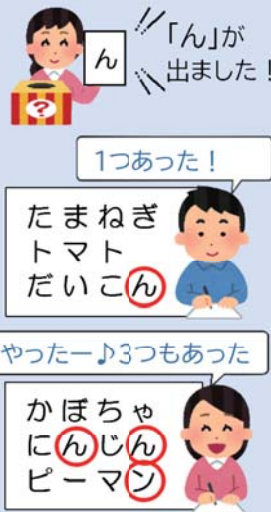 「ん」が
ん
出ました!
?
1つあった!
たまねぎ
トマト
だいこん
やったー♪3つもあった
かぼちゃ
にんじん
ピーマン